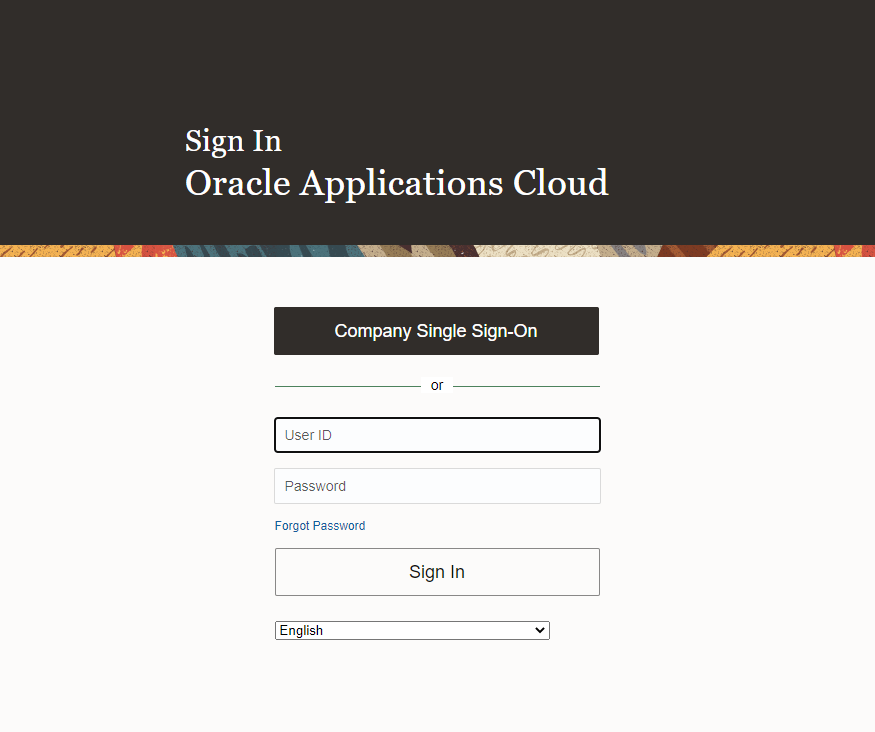 Sign In
Oracle Applications Cloud
Company Single Sign-On
or
User ID
Password
Forgot Password
Sign In
English